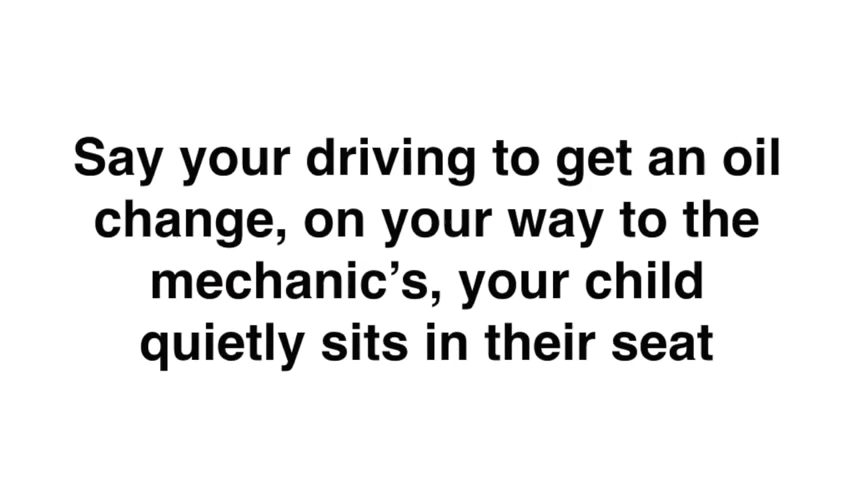 Say your driving to get an oil
change, on your way to the
mechanic’s, your child
quietly sits in their seat